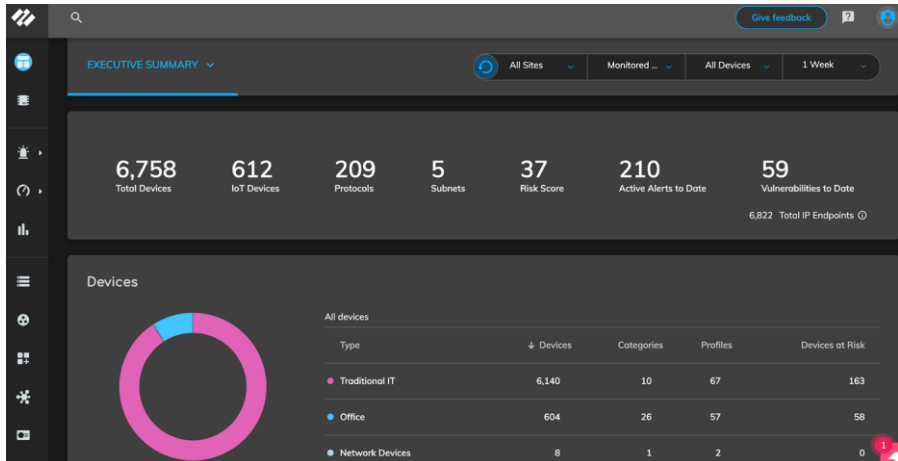 Give feedback
?
EXECUTIVE SUMMARY
All Sites
Monitored ...
All Devices
1 Week
6,758
Total Devices
612
IoT Devices
209
Protocols
5
Subnets
37
Risk Score
210
Active Alerts to Date
59
Vulnerabilities to Date
6,822 Total IP Endpoints
Devices
All devices
Type ↓ Devices Categories Profiles Devices at Risk
Traditional IT 6,140 10 67 163
Office 604 26 57 58
Network Devices 8 1 2 0
1